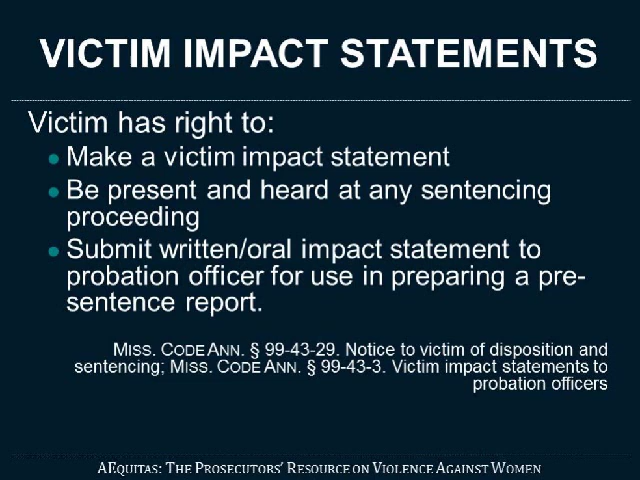 VICTIM IMPACT STATEMENTS
Victim has right to:
Make a victim impact statement
Be present and heard at any sentencing
proceeding
Submit written/oral impact statement to
probation officer for use in preparing a pre-
sentence report.
MISS. CODE ANN. § 99-43-29. Notice to victim of disposition and
sentencing; MISS. CODE ANN. § 99-43-3. Victim impact statements to
probation officers
AEQUITAS: THE PROSECUTORS' RESOURCE ON VIOLENCE AGAINST WOMEN